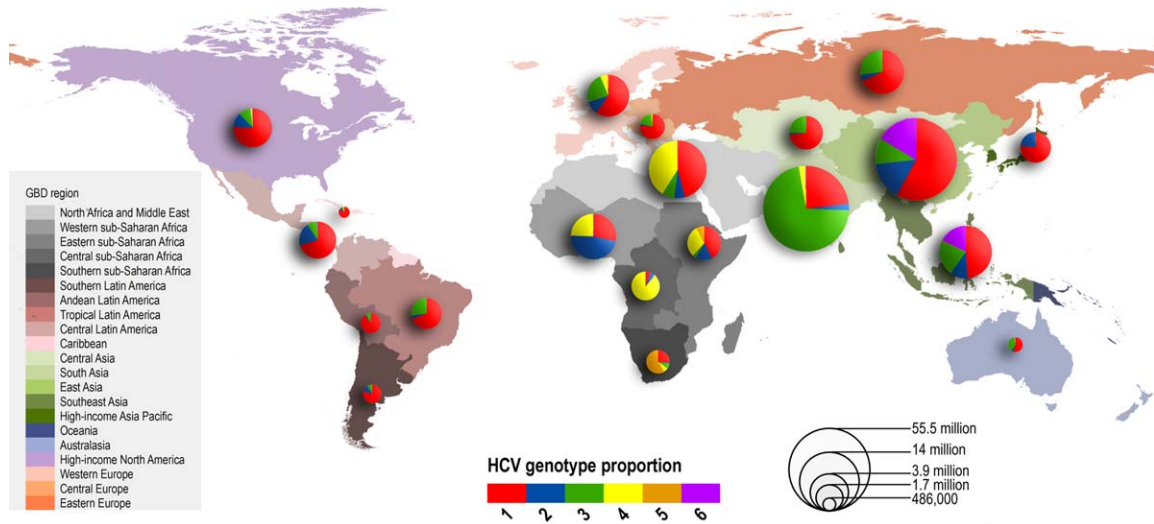 GBD region
North Africa and Middle East
Western sub-Saharan Africa
Eastern sub-Saharan Africa
Central sub-Saharan Africa
Southern sub-Saharan Africa
Southern Latin America
Andean Latin America
Tropical Latin America
Central Latin America
Caribbean
Central Asia
South Asia
East Asia
Southeast Asia
High-income Asia Pacific
Oceania
Australasia
High-income North America
Western Europe
Central Europe
Eastern Europe
HCV genotype proportion
1 2 3 4 5 6
55.5 million
14 million
3.9 million
1.7 million
486,000